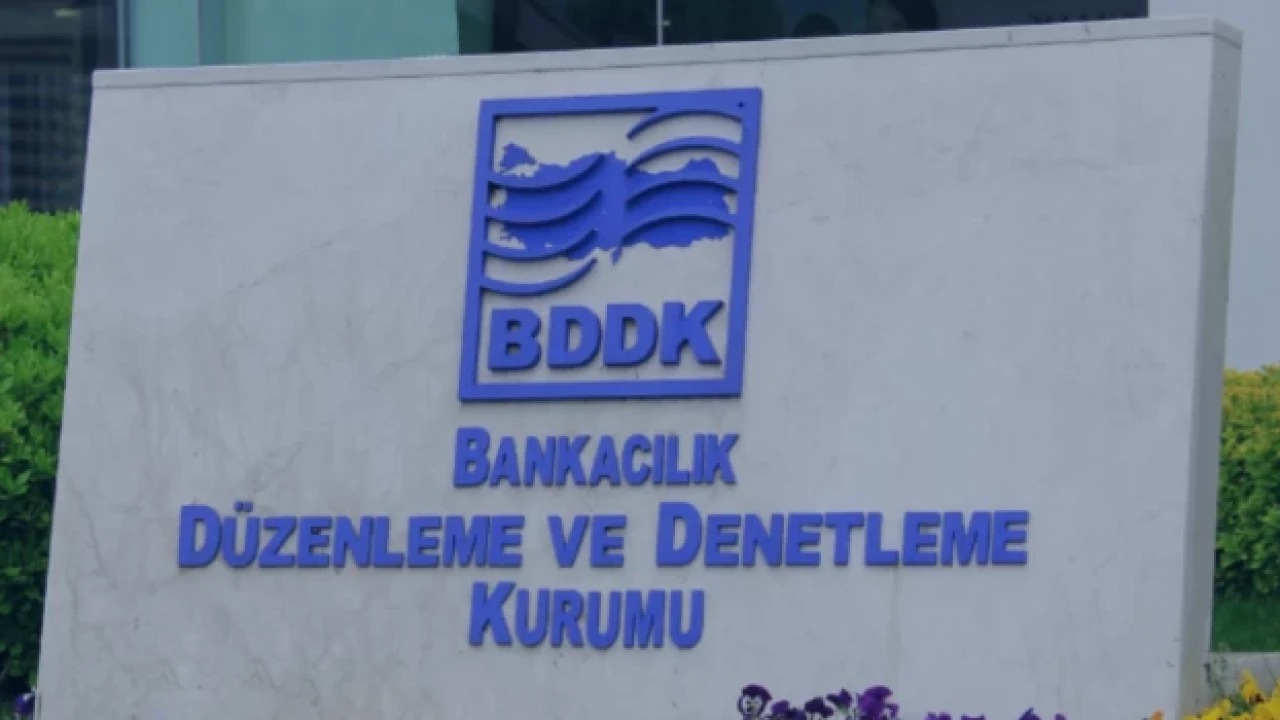 BDDK
BANKACILIK
DÜZENLEME VE DENETLEME
KURUMU